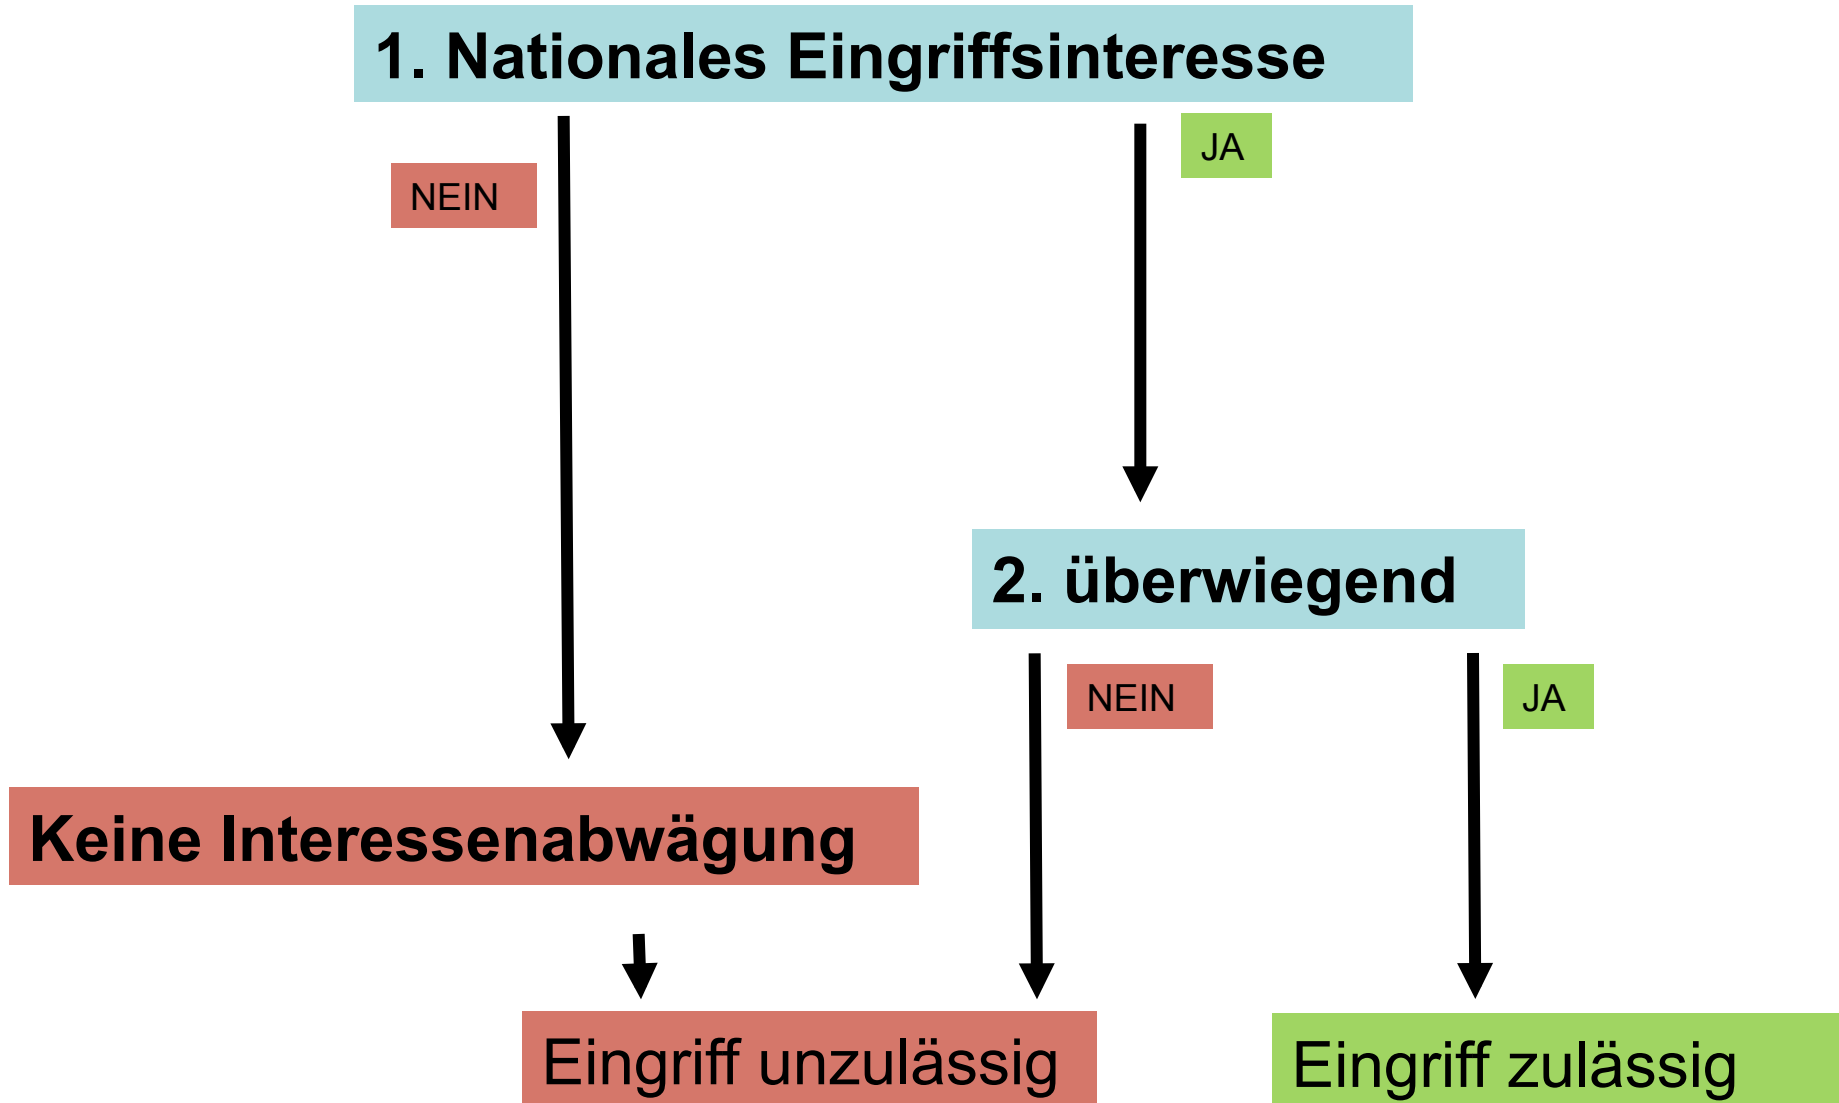 1. Nationales Eingriffsinteresse
JA
NEIN
2. überwiegend
NEIN
JA
Keine Interessenabwägung
Eingriff unzulässig
Eingriff zulässig